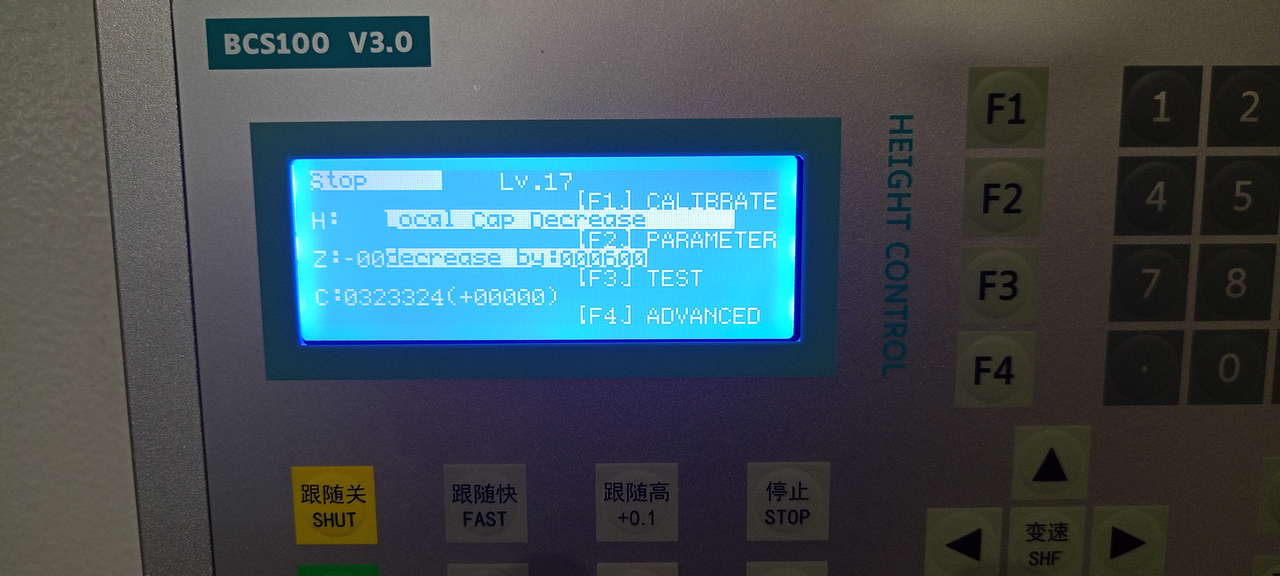 BCS100 V3.0
Stop
Lv.17
[F1] CALIBRATE
H:
Local Cap Decrease
[F2] PARAMETER
Z:-00decrease by:000600
[F3] TEST
C:0323324(+00000)
[F4] ADVANCED
HEIGHT CONTROL
F1
F2
F3
F4
1
2
4
5
7
8
.
0
跟随关
SHUT
跟随快
FAST
跟随高
+0.1
停止
STOP
变速
SHF